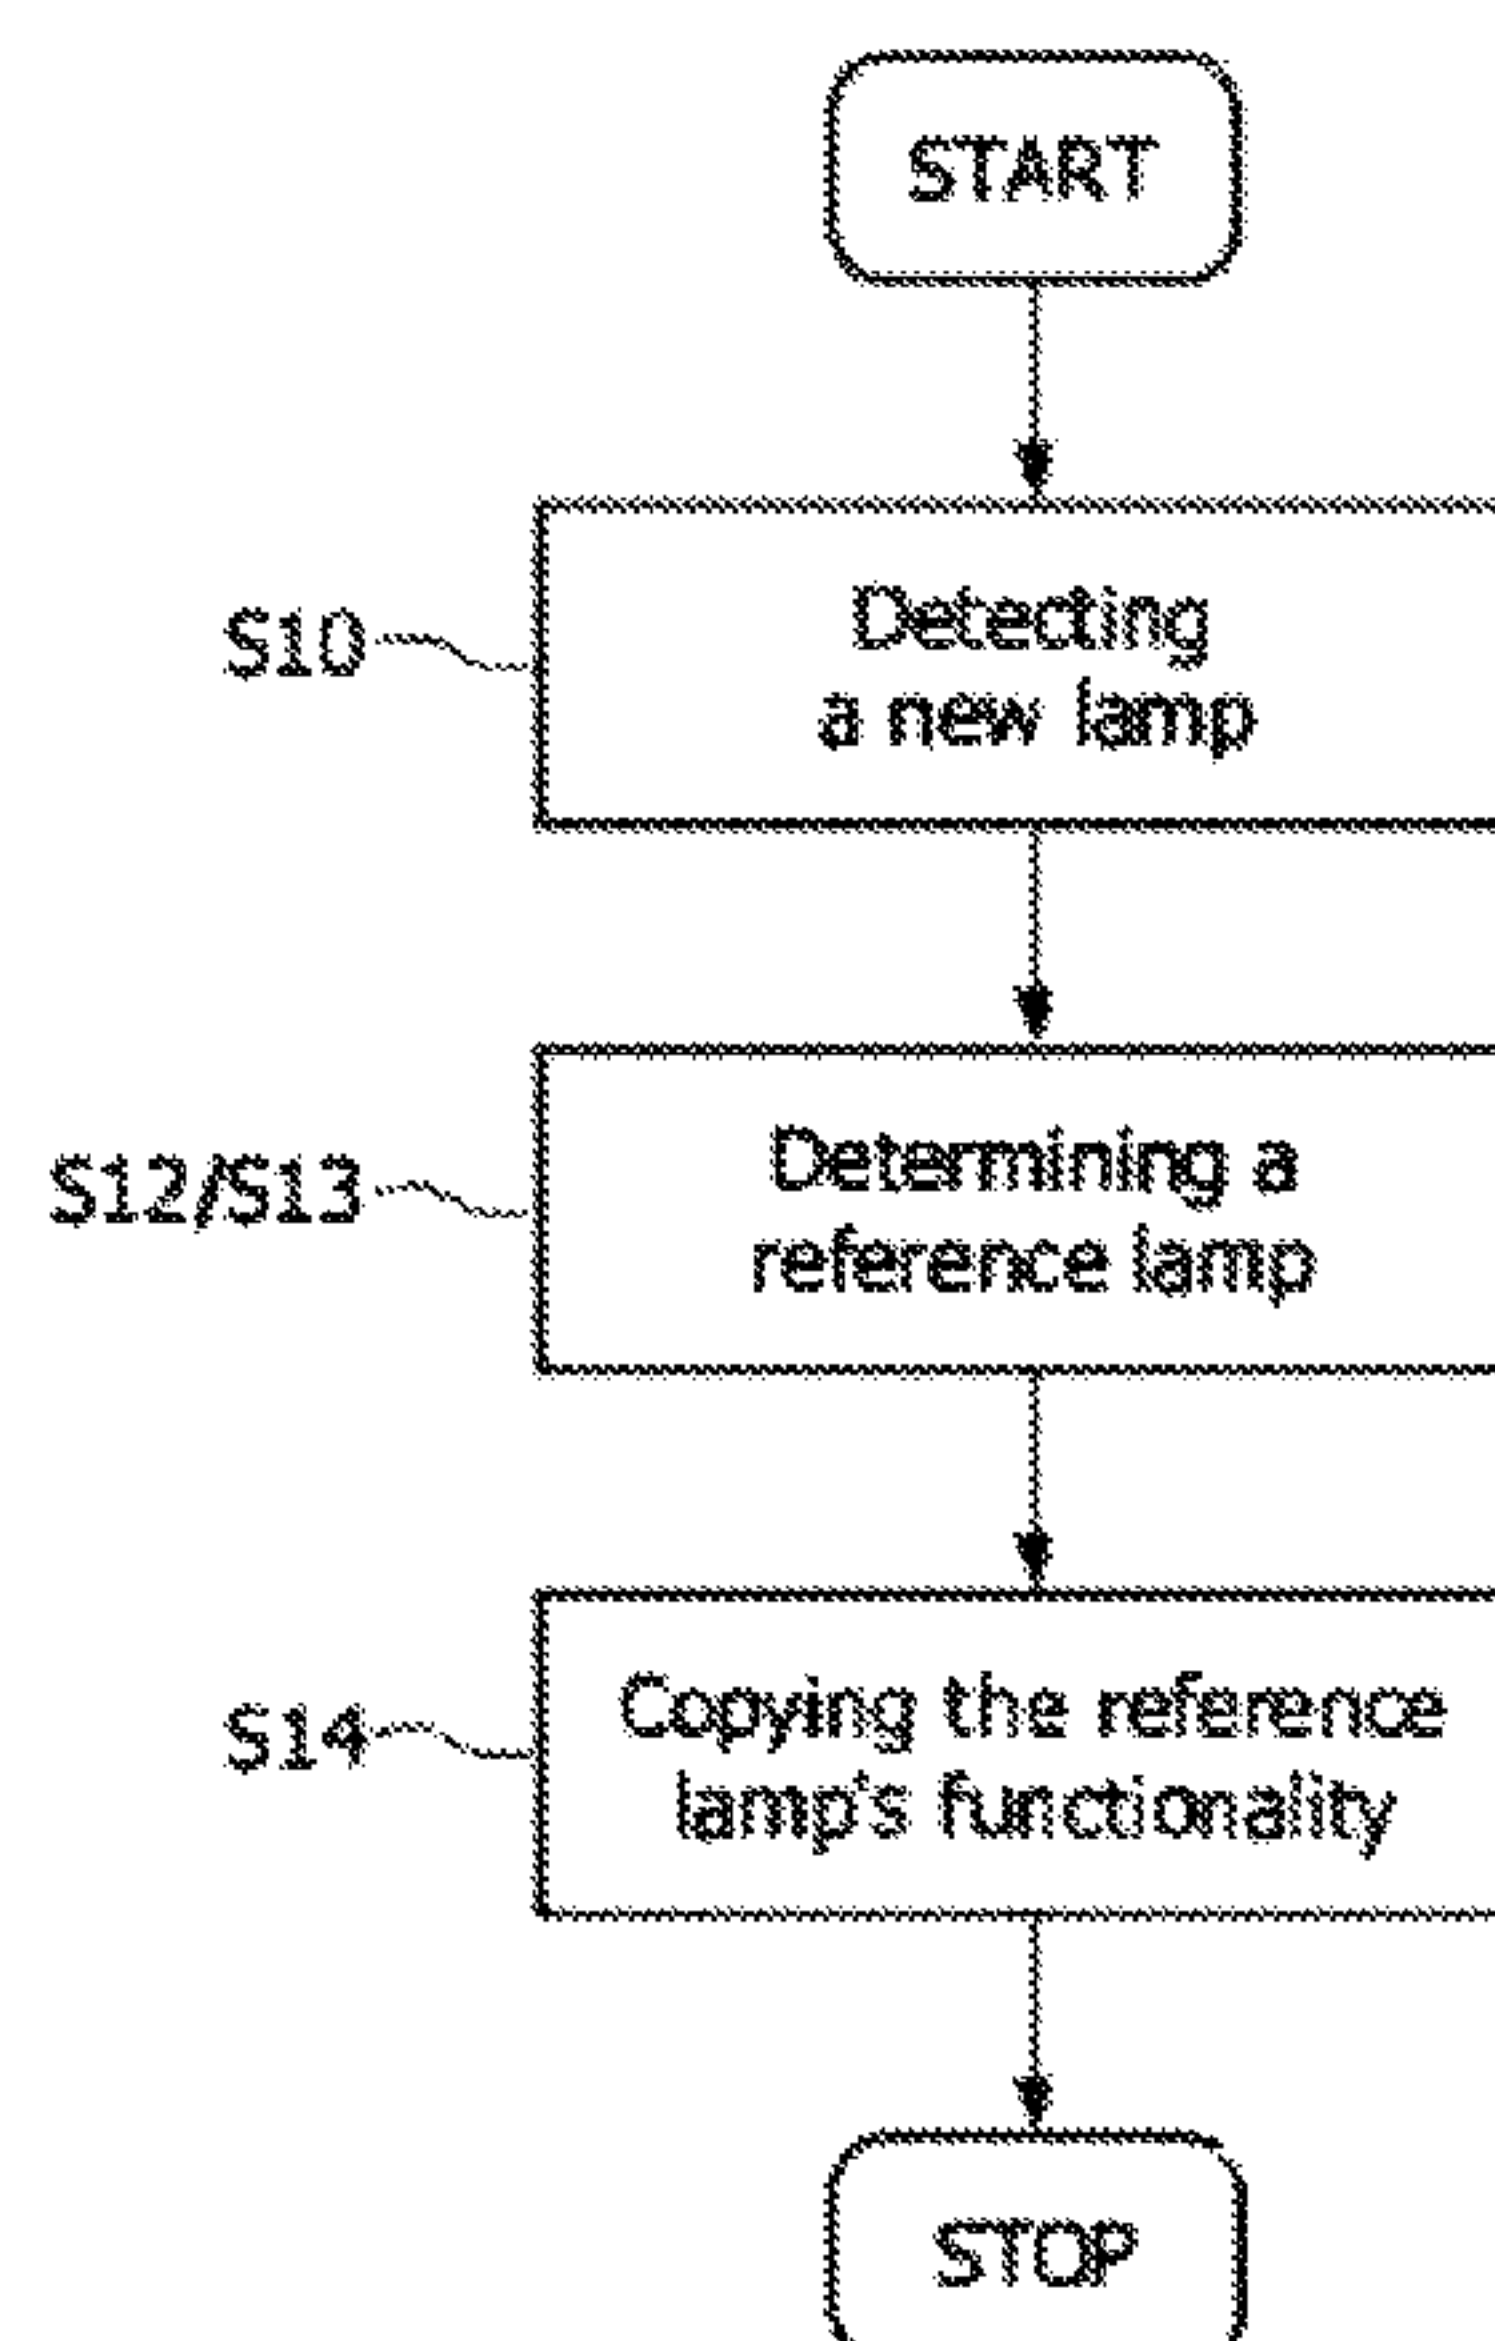 START
S10
Detecting
a new lamp
S12/S13
Determining a
reference lamp
S14
Copying the reference
lamp's functionality
STOP